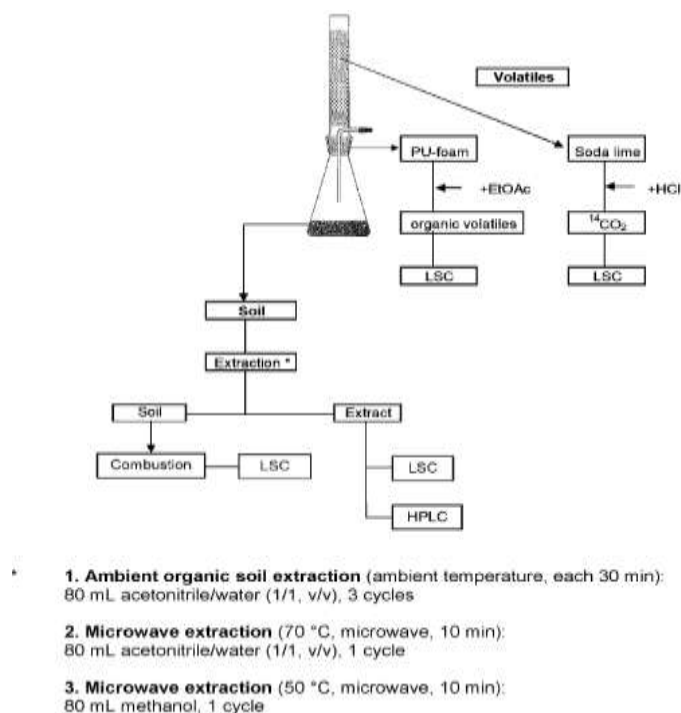 Volatiles
PU-foam
Soda lime
+EtOAc
+HCl
organic volatiles
¹⁴CO₂
LSC
LSC
Soil
Extraction *
Soil
Extract
Combustion
LSC
LSC
HPLC
* 1. Ambient organic soil extraction (ambient temperature, each 30 min):
80 mL acetonitrile/water (1/1, v/v), 3 cycles
2. Microwave extraction (70 °C, microwave, 10 min):
80 mL acetonitrile/water (1/1, v/v), 1 cycle
3. Microwave extraction (50 °C, microwave, 10 min):
80 mL methanol, 1 cycle